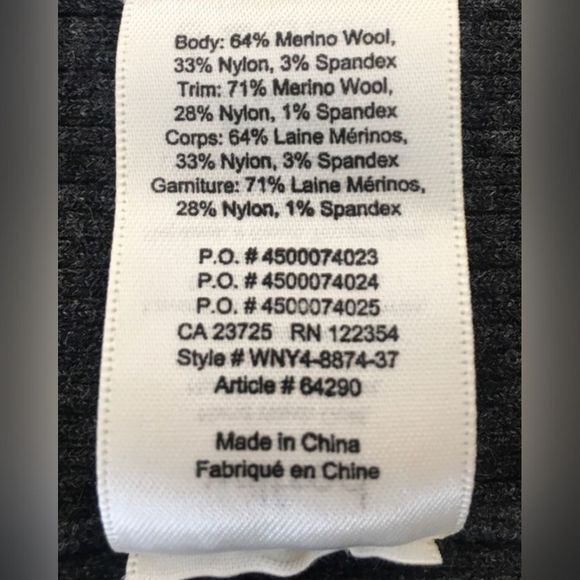 Body: 64% Merino Wool,
33% Nylon, 3% Spandex
Trim: 71% Merino Wool,
28% Nylon, 1% Spandex
Corps: 64% Laine Mérinos,
33% Nylon, 3% Spandex
Garniture: 71% Laine Mérinos,
28% Nylon, 1% Spandex
P.O. # 4500074023
P.O. # 4500074024
P.O. # 4500074025
CA 23725 RN 122354
Style # WNY4-8874-37
Article # 64290
Made in China
Fabriqué en Chine